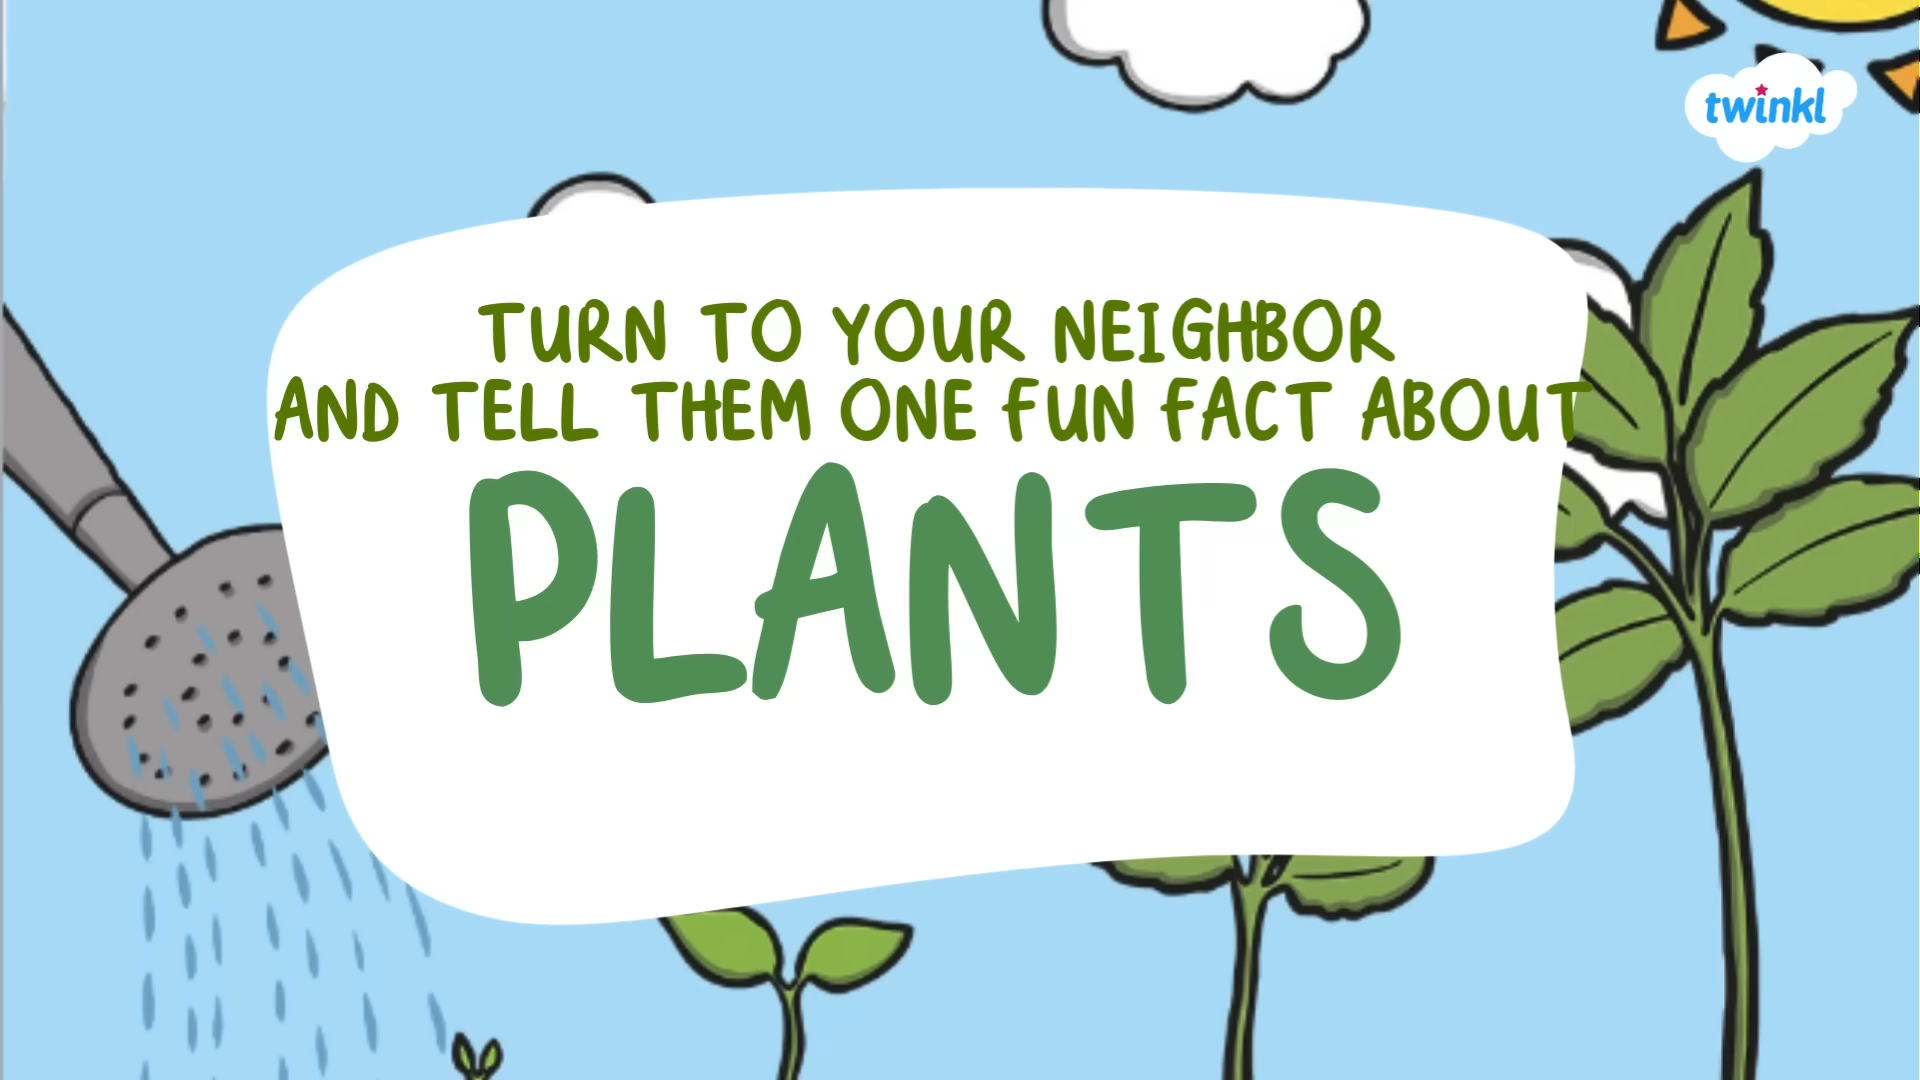 twinkl
TURN TO YOUR NEIGHBOR
AND TELL THEM ONE FUN FACT ABOUT
PLANTS